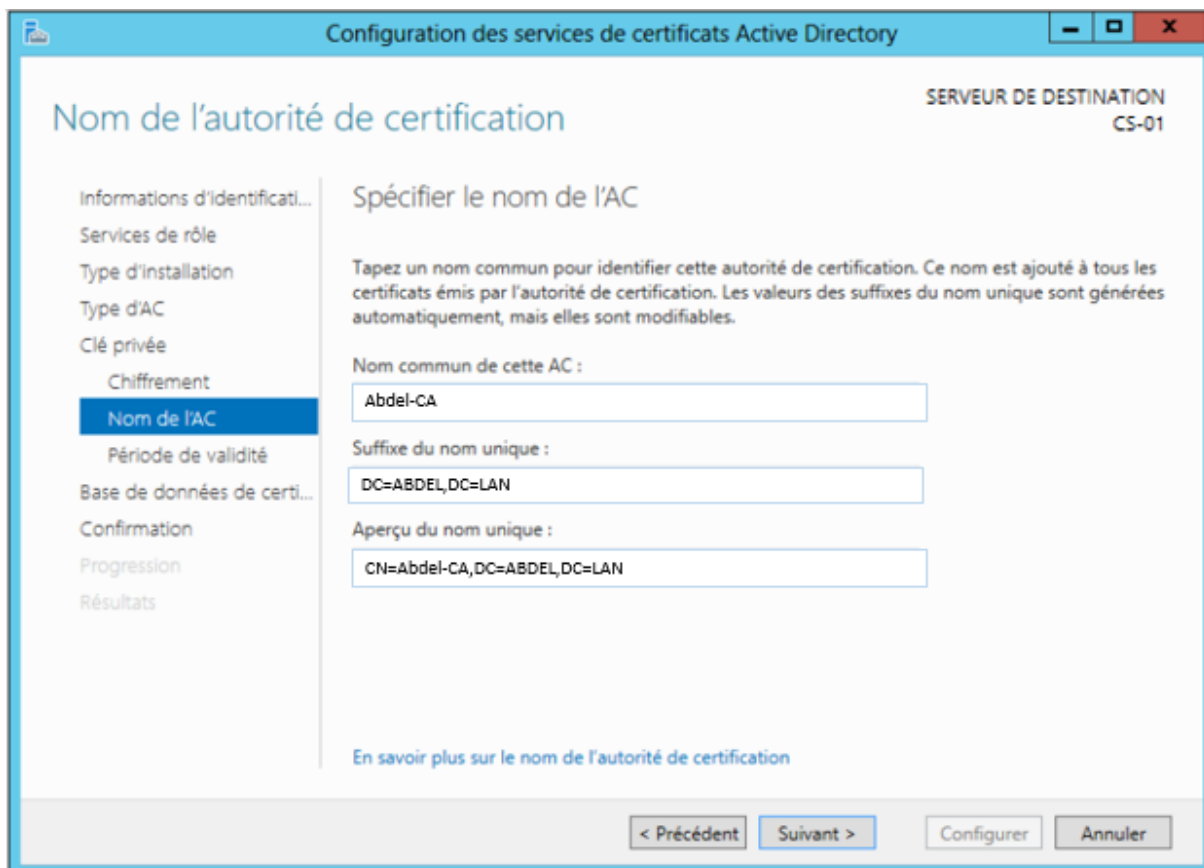 Configuration des services de certificats Active Directory
Nom de l'autorité de certification
SERVEUR DE DESTINATION
CS-01
Informations d'identificati...
Services de rôle
Type d'installation
Type d'AC
Clé privée
Chiffrement
Nom de l'AC
Période de validité
Base de données de certi...
Confirmation
Progression
Résultats
Spécifier le nom de l'AC
Tapez un nom commun pour identifier cette autorité de certification. Ce nom est ajouté à tous les
certificats émis par l'autorité de certification. Les valeurs des suffixes du nom unique sont générées
automatiquement, mais elles sont modifiables.
Nom commun de cette AC :
Abdel-CA
Suffixe du nom unique :
DC=ABDEL,DC=LAN
Aperçu du nom unique :
CN=Abdel-CA,DC=ABDEL,DC=LAN
En savoir plus sur le nom de l'autorité de certification
< Précédent
Suivant >
Configurer
Annuler